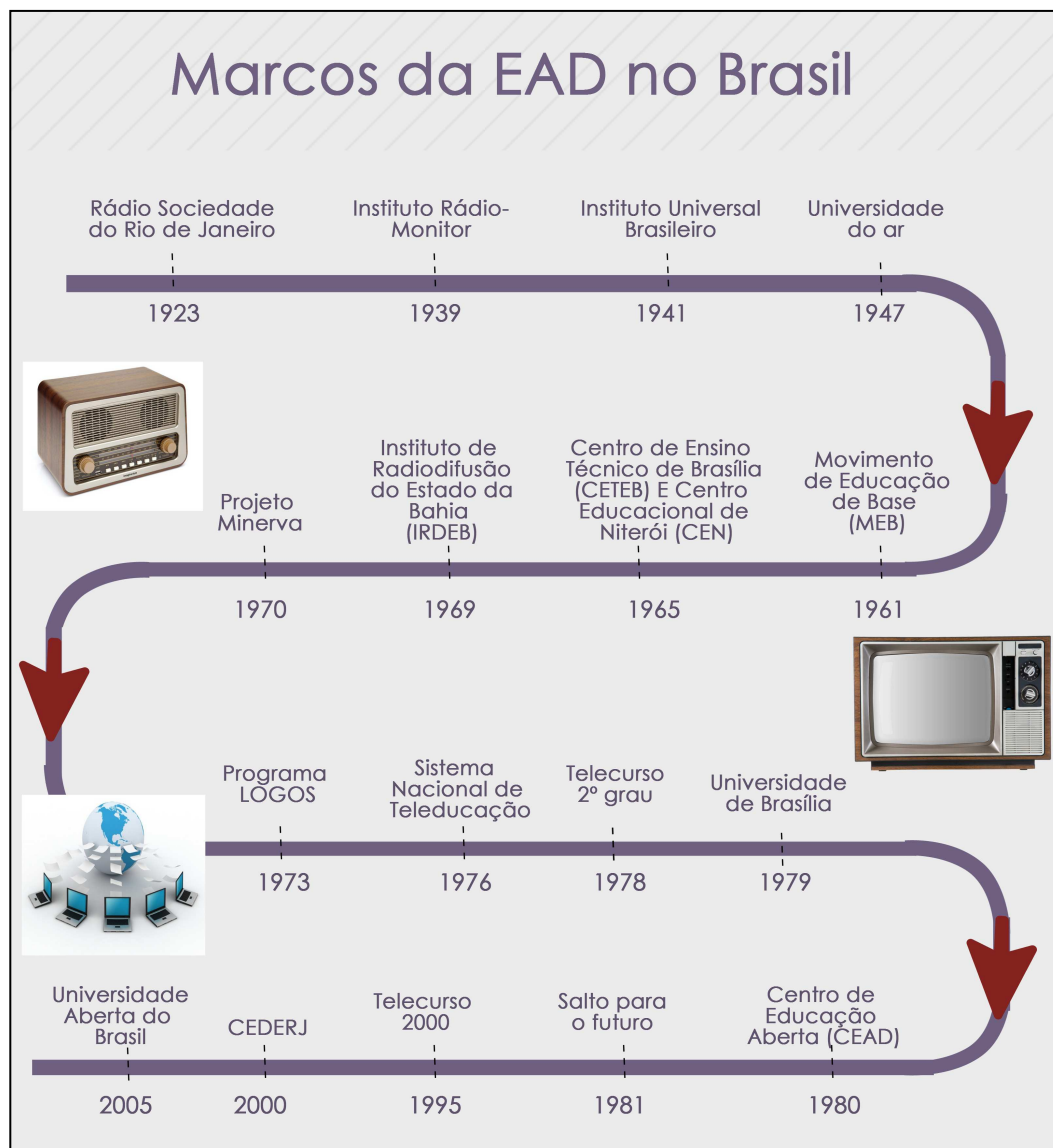 Marcos da EAD no Brasil
Rádio Sociedade
do Rio de Janeiro
1923
Instituto Rádio-
Monitor
1939
Instituto Universal
Brasileiro
1941
Universidade
do ar
1947
Movimento
de Educação
de Base
(MEB)
1961
Centro de Ensino
Técnico de Brasília
(CETEB) E Centro
Educacional de
Niterói (CEN)
1965
Instituto de
Radiodifusão
do Estado da
Bahia
(IRDEB)
1969
Projeto
Minerva
1970
Programa
LOGOS
1973
Sistema
Nacional de
Teleducação
1976
Telecurso
2º grau
1978
Universidade
de Brasília
1979
Centro de
Educação
Aberta (CEAD)
1980
Salto para
o futuro
1981
Telecurso
2000
1995
CEDERJ
2000
Universidade
Aberta do
Brasil
2005